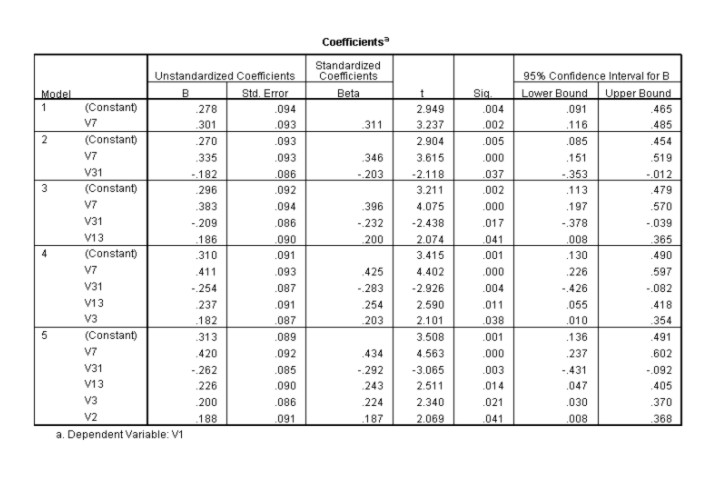 Coefficientsᵃ
Model Unstandardized Coefficients Standardized Coefficients t Sig. 95% Confidence Interval for B
B Std. Error Beta Lower Bound Upper Bound
1 (Constant) .278 .094 2.949 .004 .091 .465
V7 .301 .093 .311 3.237 .002 .116 .485
2 (Constant) .270 .093 2.904 .005 .085 .454
V7 .335 .093 .346 3.615 .000 .151 .519
V31 -.182 .086 -.203 -2.118 .037 -.353 -.012
3 (Constant) .296 .092 3.211 .002 .113 .479
V7 .383 .094 .396 4.075 .000 .197 .570
V31 -.209 .086 -.232 -2.438 .017 -.378 -.039
V13 .186 .090 .200 2.074 .041 .008 .365
4 (Constant) .310 .091 3.415 .001 .130 .490
V7 .411 .093 .425 4.402 .000 .226 .597
V31 -.254 .087 -.283 -2.926 .004 -.426 -.082
V13 .237 .091 .254 2.590 .011 .055 .418
V3 .182 .087 .203 2.101 .038 .010 .354
5 (Constant) .313 .089 3.508 .001 .136 .491
V7 .420 .092 .434 4.563 .000 .237 .602
V31 -.262 .085 -.292 -3.065 .003 -.431 -.092
V13 .226 .090 .243 2.511 .014 .047 .405
V3 .200 .086 .224 2.340 .021 .030 .370
V2 .188 .091 .187 2.069 .041 .008 .368
a. Dependent Variable: V1